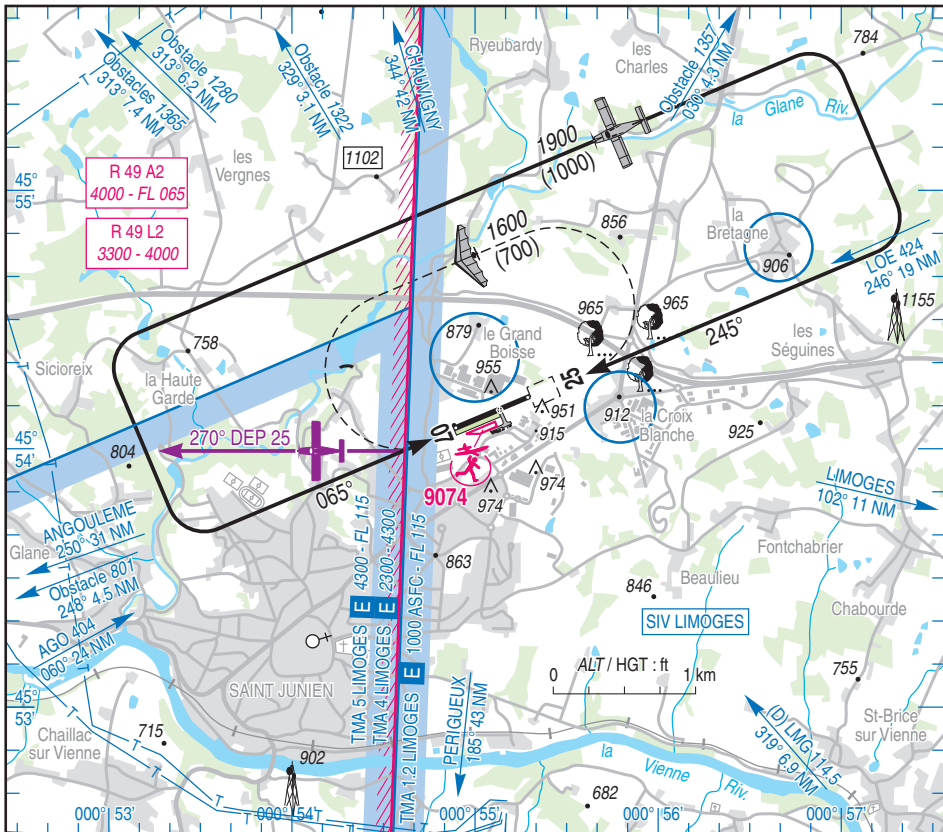 Obstacle 1280
313° 6.2 NM
Obstacles 1365
313° 7.4 NM
Obstacle 1322
329° 3.1 NM
CHAUVIGNY
344° 42 NM
Ryeubardy
les
Charles
Obstacle 1357
030° 4.3 NM
784
la Glane Riv.
1900
(1000)
les
Vergnes
1102
R 49 A2
4000 - FL 065
R 49 L2
3300 - 4000
45°
55'
1600
(700)
856
la
Bretagne
906
LOE 424
246° 19 NM
1155
965
965
245°
les
Séguines
879
le Grand
Boisse
955
758
Sicioreix
la Haute
Garde
25
951
912
la Croix
Blanche
925
07
915
45°
54'
804
270° DEP 25
065°
9074
974
974
LIMOGES
102° 11 NM
ANGOULEME
250° 31 NM
Glane
Obstacle 801
248° 4.5 NM
AGO 404
060° 24 NM
863
Fontchabrier
846
Beaulieu
Chabourde
SIV LIMOGES
TMA 5 LIMOGES E 4300 - FL 115
TMA 4 LIMOGES E 2300 - 4300
TMA 1.2 LIMOGES E 1000 ASFC - FL 115
ALT / HGT : ft
0 1 km
755
SAINT JUNIEN
45°
53'
Chaillac
sur Vienne
715
902
PERIGUEUX
185° 43 NM
(D) LMG 114.5
319° 6.9 NM
St-Brice
sur Vienne
la Vienne Riv.
682
000° 53'
000° 54'
000° 55'
000° 56'
000° 57'
T
T
T
T
T
T
T
T